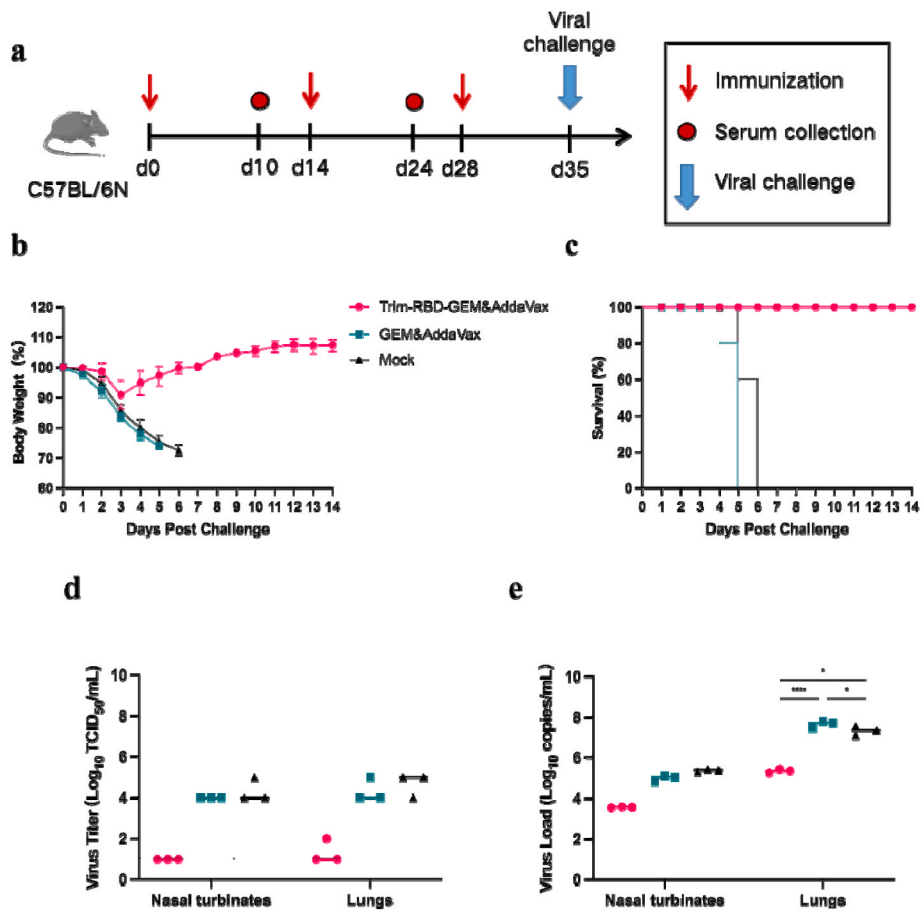 a
Viral
challenge
Immunization
Serum collection
Viral challenge
C57BL/6N
d0
d10
d14
d24
d28
d35
b
c
120
110
100
90
80
70
60
Body Weight (%)
0 1 2 3 4 5 6 7 8 9 10 11 12 13 14
Days Post Challenge
Trim-RBD-GEM&AddaVax
GEM&AddaVax
Mock
100
80
60
40
20
0
Survival (%)
0 1 2 3 4 5 6 7 8 9 10 11 12 13 14
Days Post Challenge
d
e
10
8
6
4
2
0
Virus Titer (Log₁₀ TCID₅₀/mL)
Nasal turbinates
Lungs
10
8
6
4
2
0
Virus Load (Log₁₀ copies/mL)
*
****
*
Nasal turbinates
Lungs